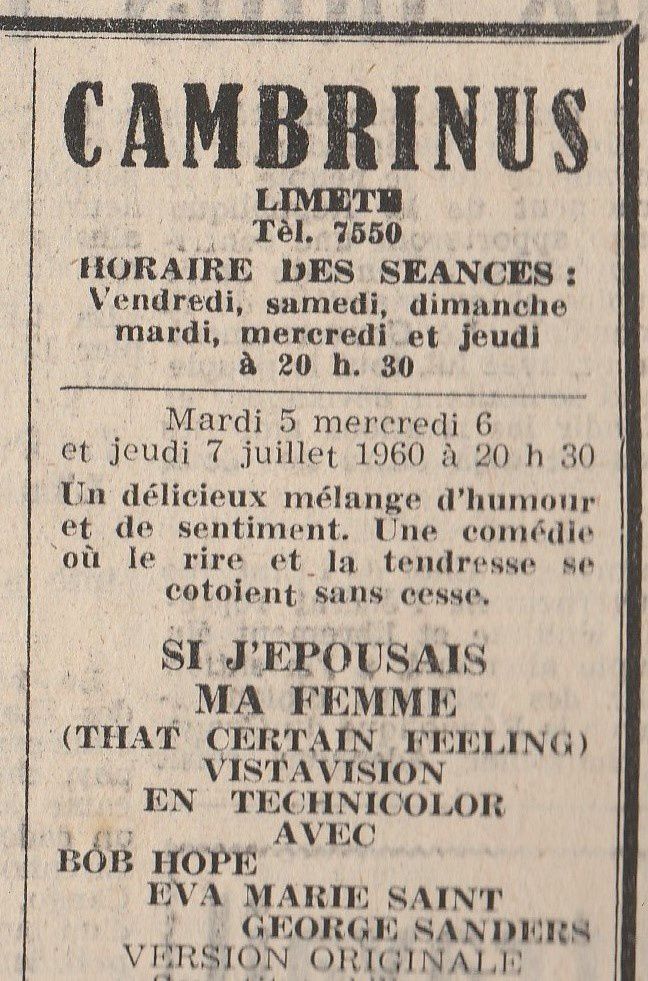 CAMBRINUS
LIMETE
Tèl. 7550
HORAIRE DES SEANCES :
Vendredi, samedi, dimanche
mardi, mercredi et jeudi
à 20 h. 30
Mardi 5 mercredi 6
et jeudi 7 juillet 1960 à 20 h 30
Un délicieux mélange d'humour
et de sentiment. Une comédie
où le rire et la tendresse se
cotoient sans cesse.
SI J'EPOUSAIS
MA FEMME
(THAT CERTAIN FEELING)
VISTAVISION
EN TECHNICOLOR
AVEC
BOB HOPE
EVA MARIE SAINT
GEORGE SANDERS
VERSION ORIGINALE